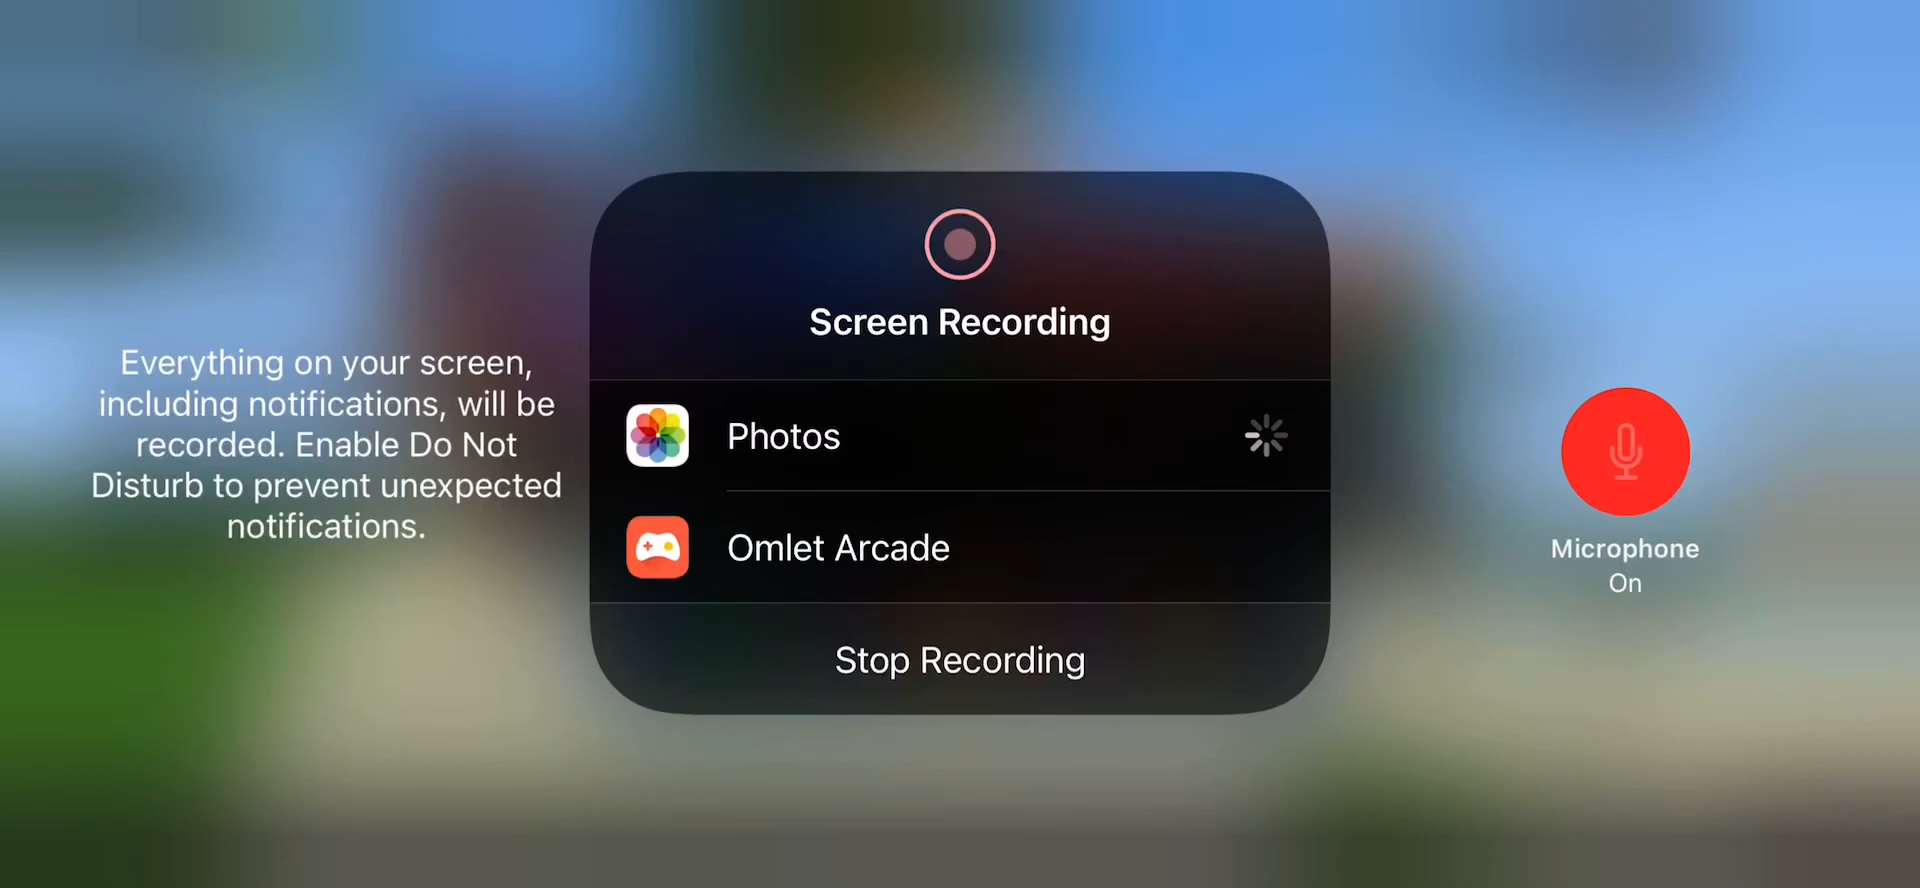 Everything on your screen,
including notifications, will be
recorded. Enable Do Not
Disturb to prevent unexpected
notifications.
Screen Recording
Photos
Omlet Arcade
Stop Recording
Microphone
On